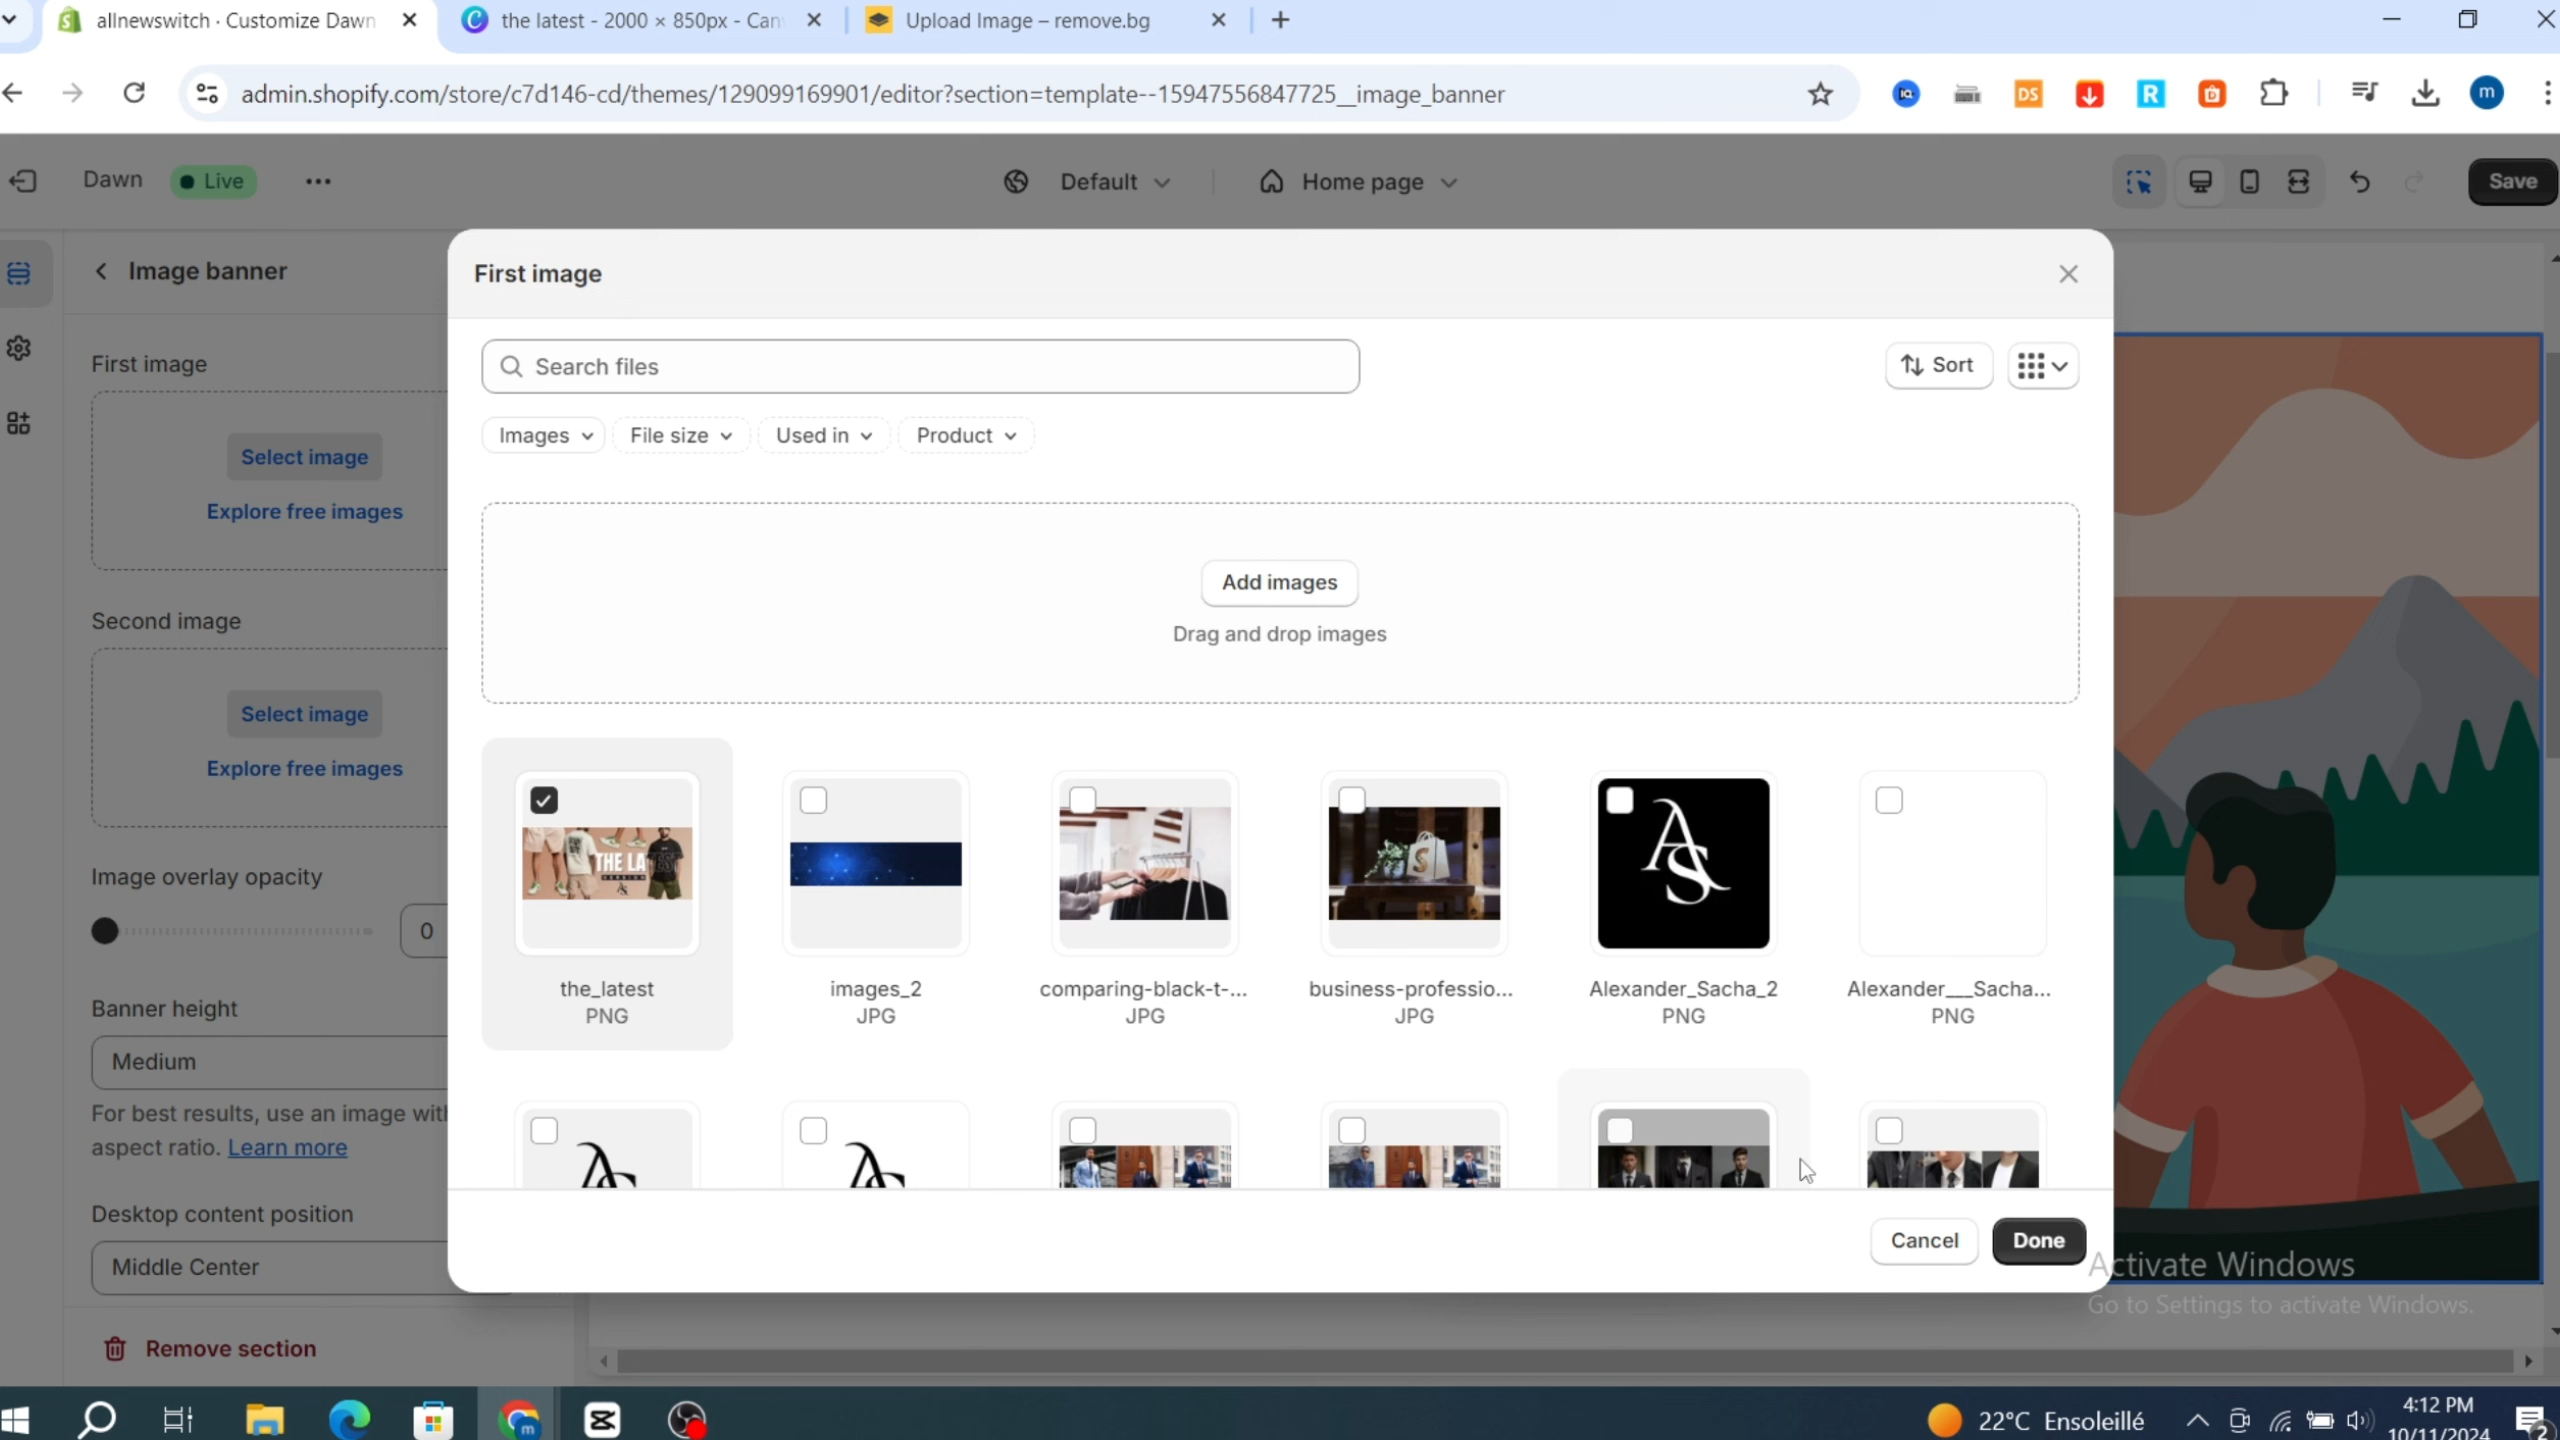 allnewswitch · Customize Dawn
the latest - 2000 × 850px - Can
Upload Image – remove.bg
admin.shopify.com/store/c7d146-cd/themes/129099169901/editor?section=template--15947556847725__image_banner
DS
R
m
Dawn
Live
Default
Home page
Save
Image banner
First image
Select image
Explore free images
Second image
Select image
Explore free images
Image overlay opacity
0
Banner height
Medium
For best results, use an image with
aspect ratio. Learn more
Desktop content position
Middle Center
Remove section
First image
Search files
Sort
Images
File size
Used in
Product
Add images
Drag and drop images
THE LATEST
AS
the_latest
PNG
images_2
JPG
comparing-black-t-...
JPG
business-professio...
JPG
Alexander_Sacha_2
PNG
Alexander___Sacha...
PNG
Cancel
Done
Activate Windows
Go to Settings to activate Windows.
22°C Ensoleillé
4:12 PM
10/11/2024
2